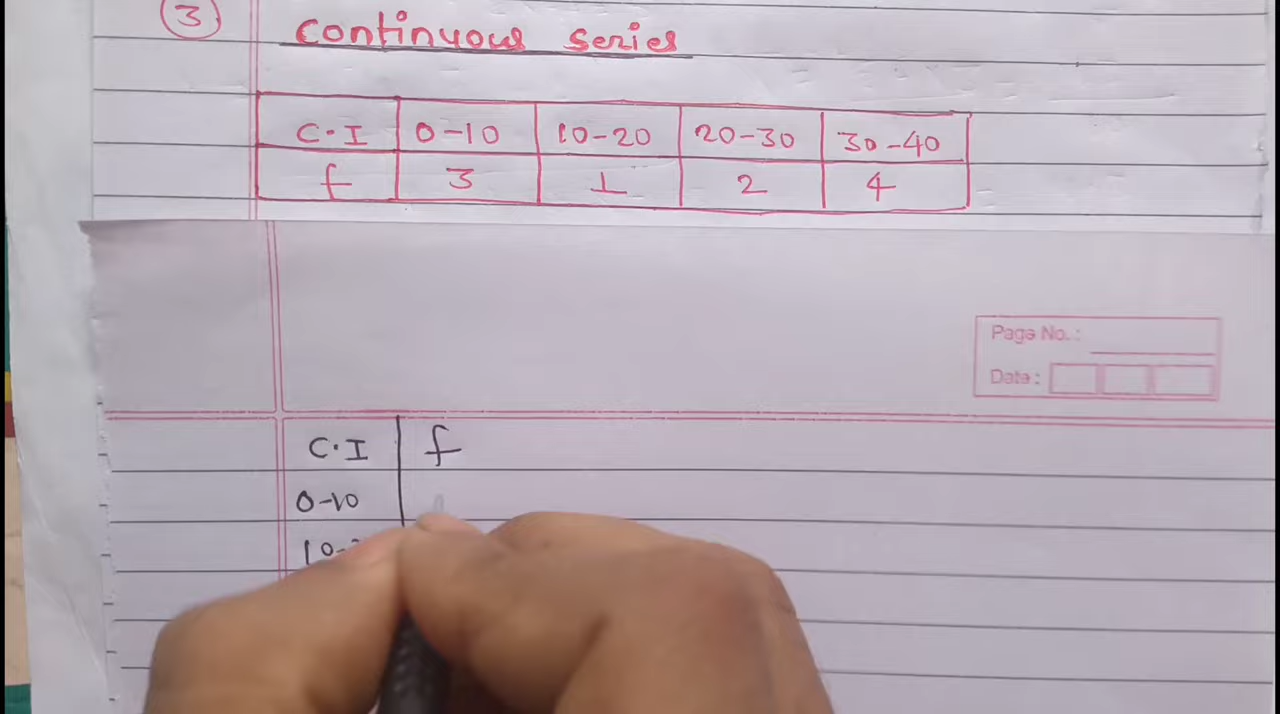 3 Continuous series
C.I 0-10 10-20 20-30 30-40
f 3 1 2 4
Page No.:
Date:
C.I f
0-10